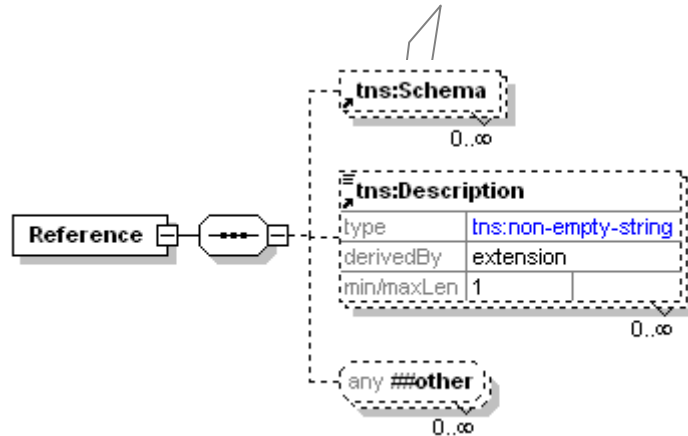 tns:Schema
0..∞
tns:Description
Reference
type tns:non-empty-string
derivedBy extension
min/maxLen 1
0..∞
any ##other
0..∞